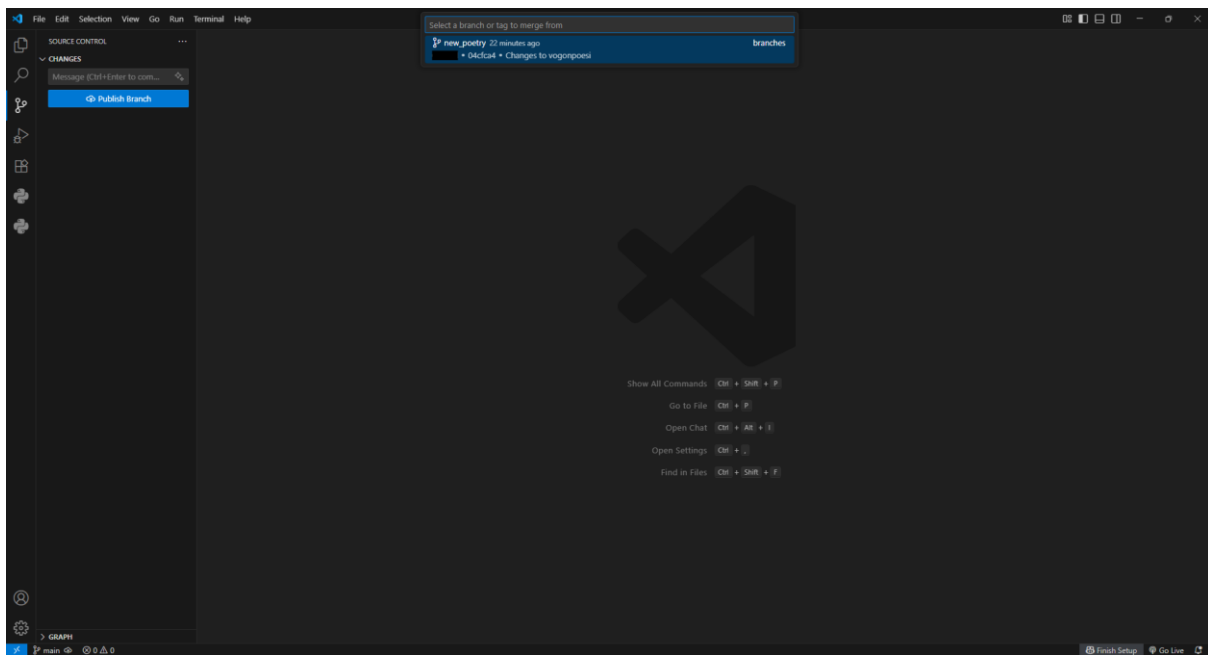 File Edit Selection View Go Run Terminal Help
Select a branch or tag to merge from
new_poetry 22 minutes ago branches
• 04cfca4 • Changes to vogonpoesi
SOURCE CONTROL ...
CHANGES
Message (Ctrl+Enter to com...
Publish Branch
Show All Commands Ctrl + Shift + P
Go to File Ctrl + P
Open Chat Ctrl + Alt + I
Open Settings Ctrl + ,
Find in Files Ctrl + Shift + F
GRAPH
main 0 0 Finish Setup Go Live